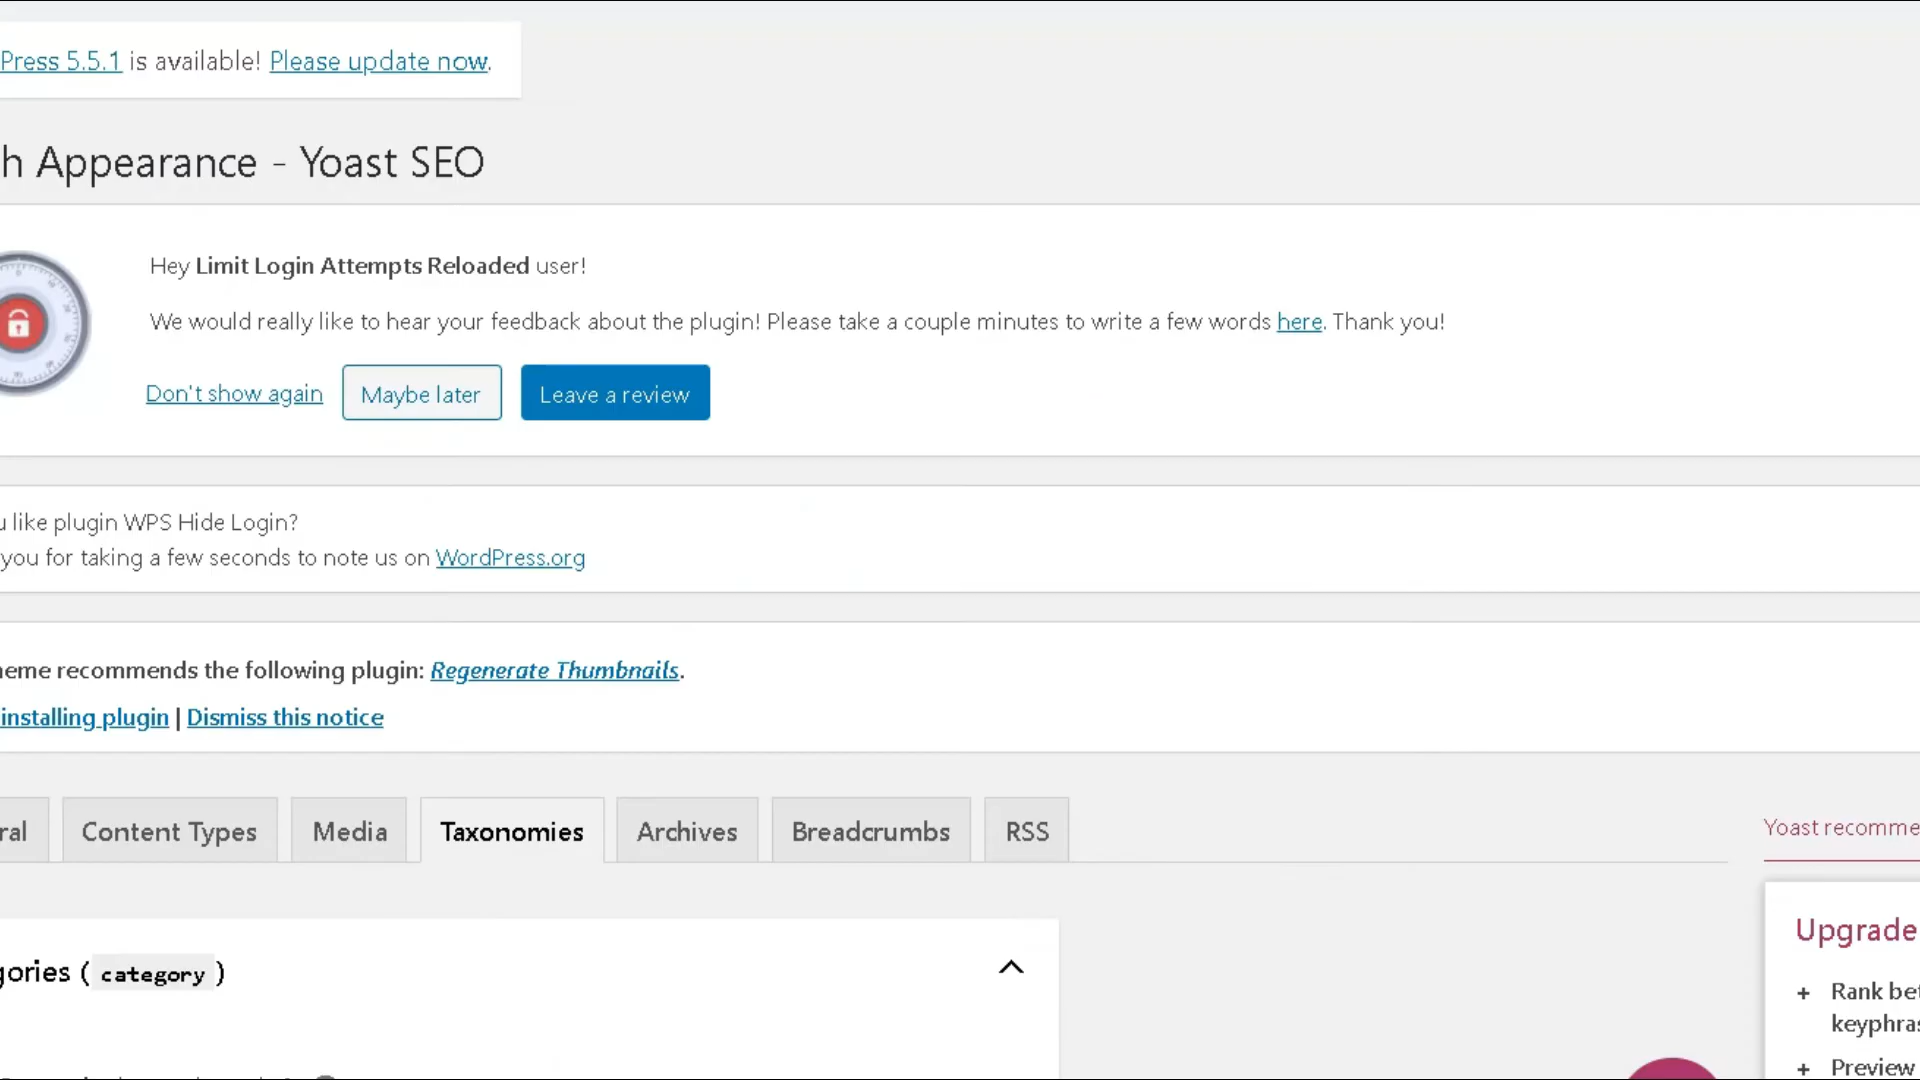 Press 5.5.1 is available! Please update now.
h Appearance - Yoast SEO
Hey Limit Login Attempts Reloaded user!
We would really like to hear your feedback about the plugin! Please take a couple minutes to write a few words here. Thank you!
Don't show again Maybe later Leave a review
u like plugin WPS Hide Login?
you for taking a few seconds to note us on WordPress.org
heme recommends the following plugin: Regenerate Thumbnails.
installing plugin | Dismiss this notice
ral Content Types Media Taxonomies Archives Breadcrumbs RSS
Yoast recomme
Upgrade
gories ( category )
+ Rank bet
keyphras
+ Preview